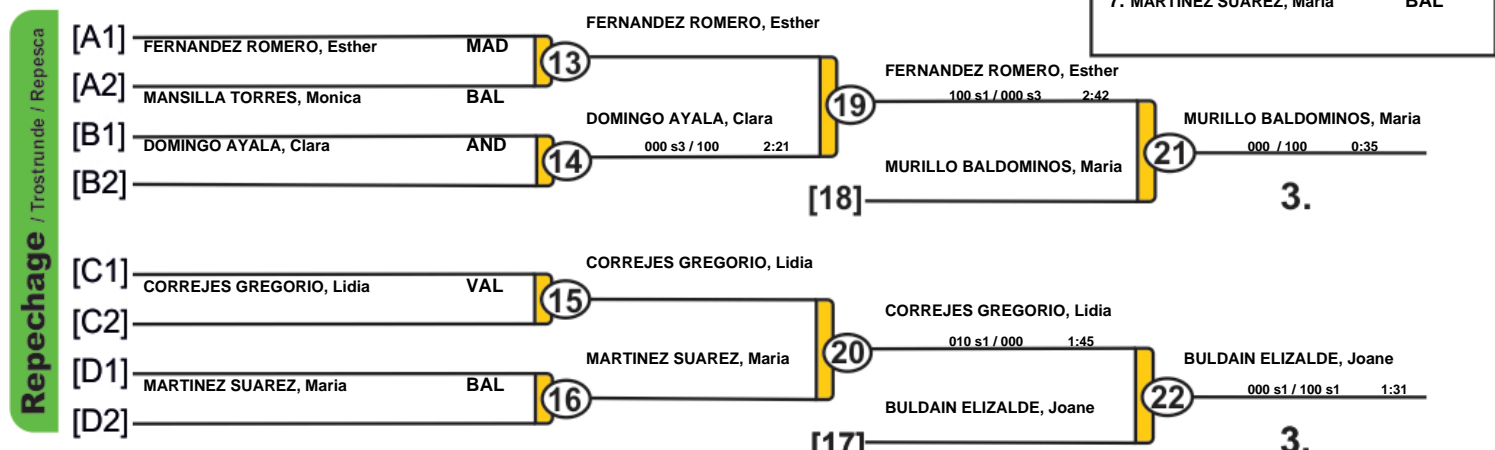 7. MARTINEZ SUAREZ, Maria BAL
Repechage / Trostrunde / Repesca
[A1] FERNANDEZ ROMERO, Esther MAD
[A2] MANSILLA TORRES, Monica BAL
13
FERNANDEZ ROMERO, Esther
[B1] DOMINGO AYALA, Clara AND
[B2]
14
DOMINGO AYALA, Clara
000 s3 / 100 2:21
19
FERNANDEZ ROMERO, Esther
100 s1 / 000 s3 2:42
MURILLO BALDOMINOS, Maria
[18]
21
MURILLO BALDOMINOS, Maria
000 / 100 0:35
3.
[C1] CORREJES GREGORIO, Lidia VAL
[C2]
15
CORREJES GREGORIO, Lidia
[D1] MARTINEZ SUAREZ, Maria BAL
[D2]
16
MARTINEZ SUAREZ, Maria
20
CORREJES GREGORIO, Lidia
010 s1 / 000 1:45
BULDAIN ELIZALDE, Joane
[17]
22
BULDAIN ELIZALDE, Joane
000 s1 / 100 s1 1:31
3.